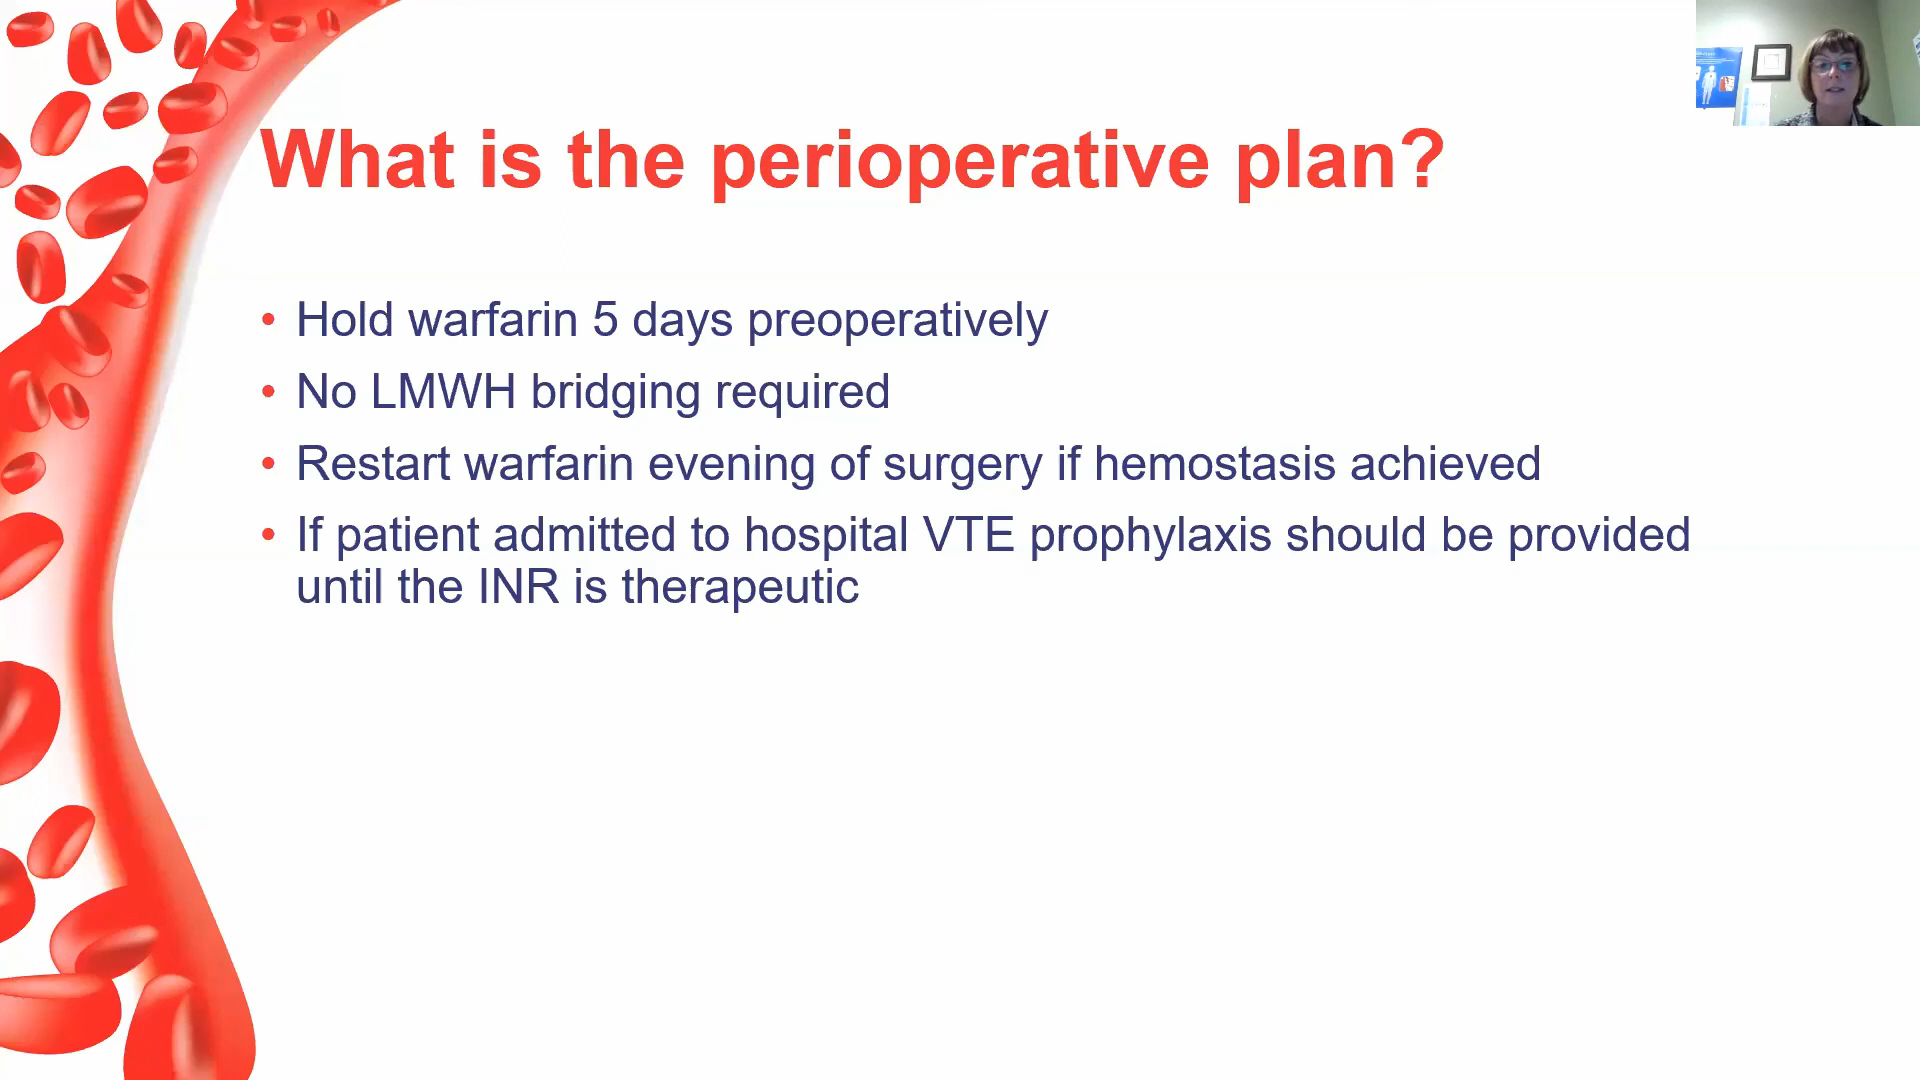 What is the perioperative plan?
• Hold warfarin 5 days preoperatively
• No LMWH bridging required
• Restart warfarin evening of surgery if hemostasis achieved
• If patient admitted to hospital VTE prophylaxis should be provided
until the INR is therapeutic